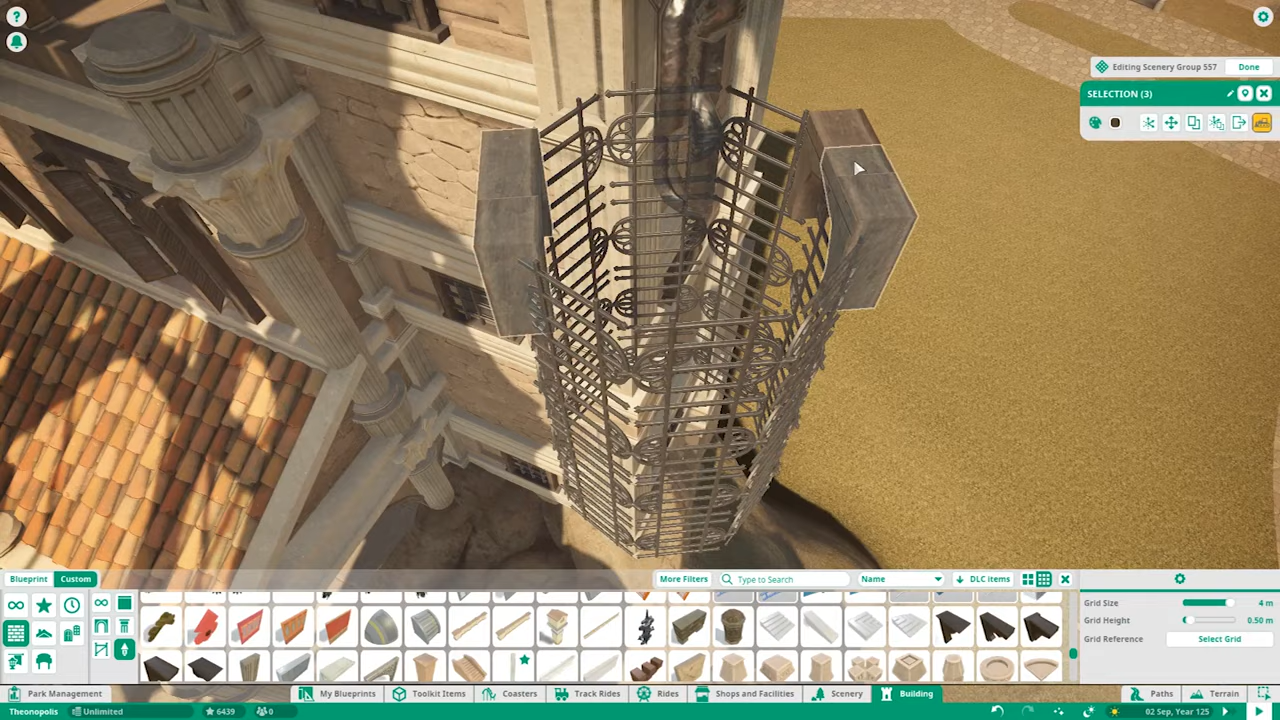 ?
Editing Scenery Group 557 Done
SELECTION (3)
Blueprint Custom More Filters Type to Search Name DLC items
Grid Size 4 m
Grid Height 0.50 m
Grid Reference Select Grid
Park Management My Blueprints Toolkit Items Coasters Track Rides Rides Shops and Facilities Scenery Building Paths Terrain
Theonopolis Unlimited 6439 0 02 Sep, Year 125